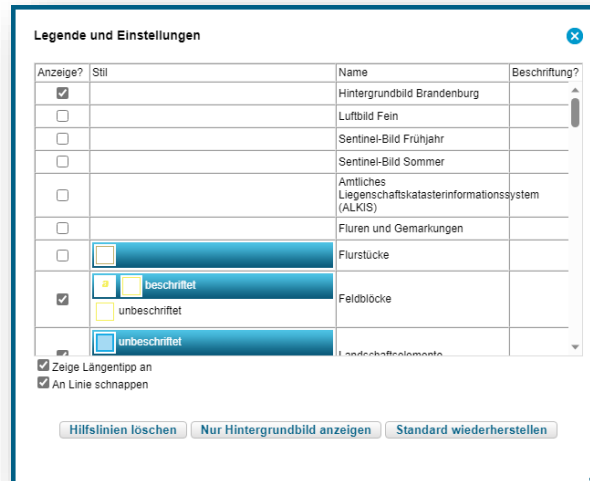 Legende und Einstellungen
Anzeige? Stil Name Beschriftung?
Hintergrundbild Brandenburg
Luftbild Fein
Sentinel-Bild Frühjahr
Sentinel-Bild Sommer
Amtliches
Liegenschaftskatasterinformationssystem
(ALKIS)
Fluren und Gemarkungen
Flurstücke
a beschriftet
unbeschriftet
Feldblöcke
unbeschriftet
Landschaftselemente
Zeige Längentipp an
An Linie schnappen
Hilfslinien löschen Nur Hintergrundbild anzeigen Standard wiederherstellen